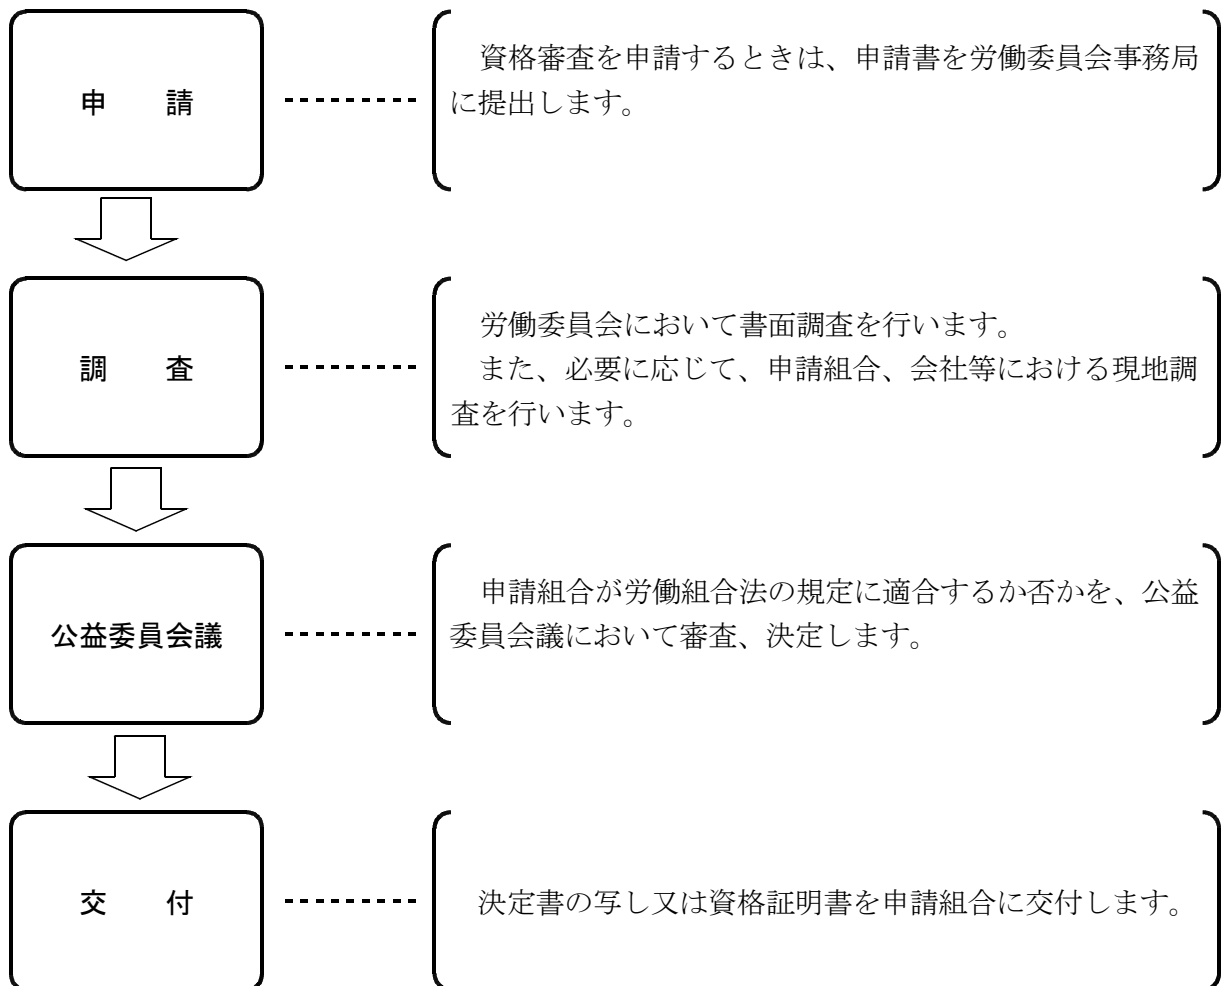 申　　請
　資格審査を申請するときは、申請書を労働委員会事務局
に提出します。
調　　査
　労働委員会において書面調査を行います。
　また、必要に応じて、申請組合、会社等における現地調
査を行います。
公益委員会議
　申請組合が労働組合法の規定に適合するか否かを、公益
委員会議において審査、決定します。
交　　付
　決定書の写し又は資格証明書を申請組合に交付します。